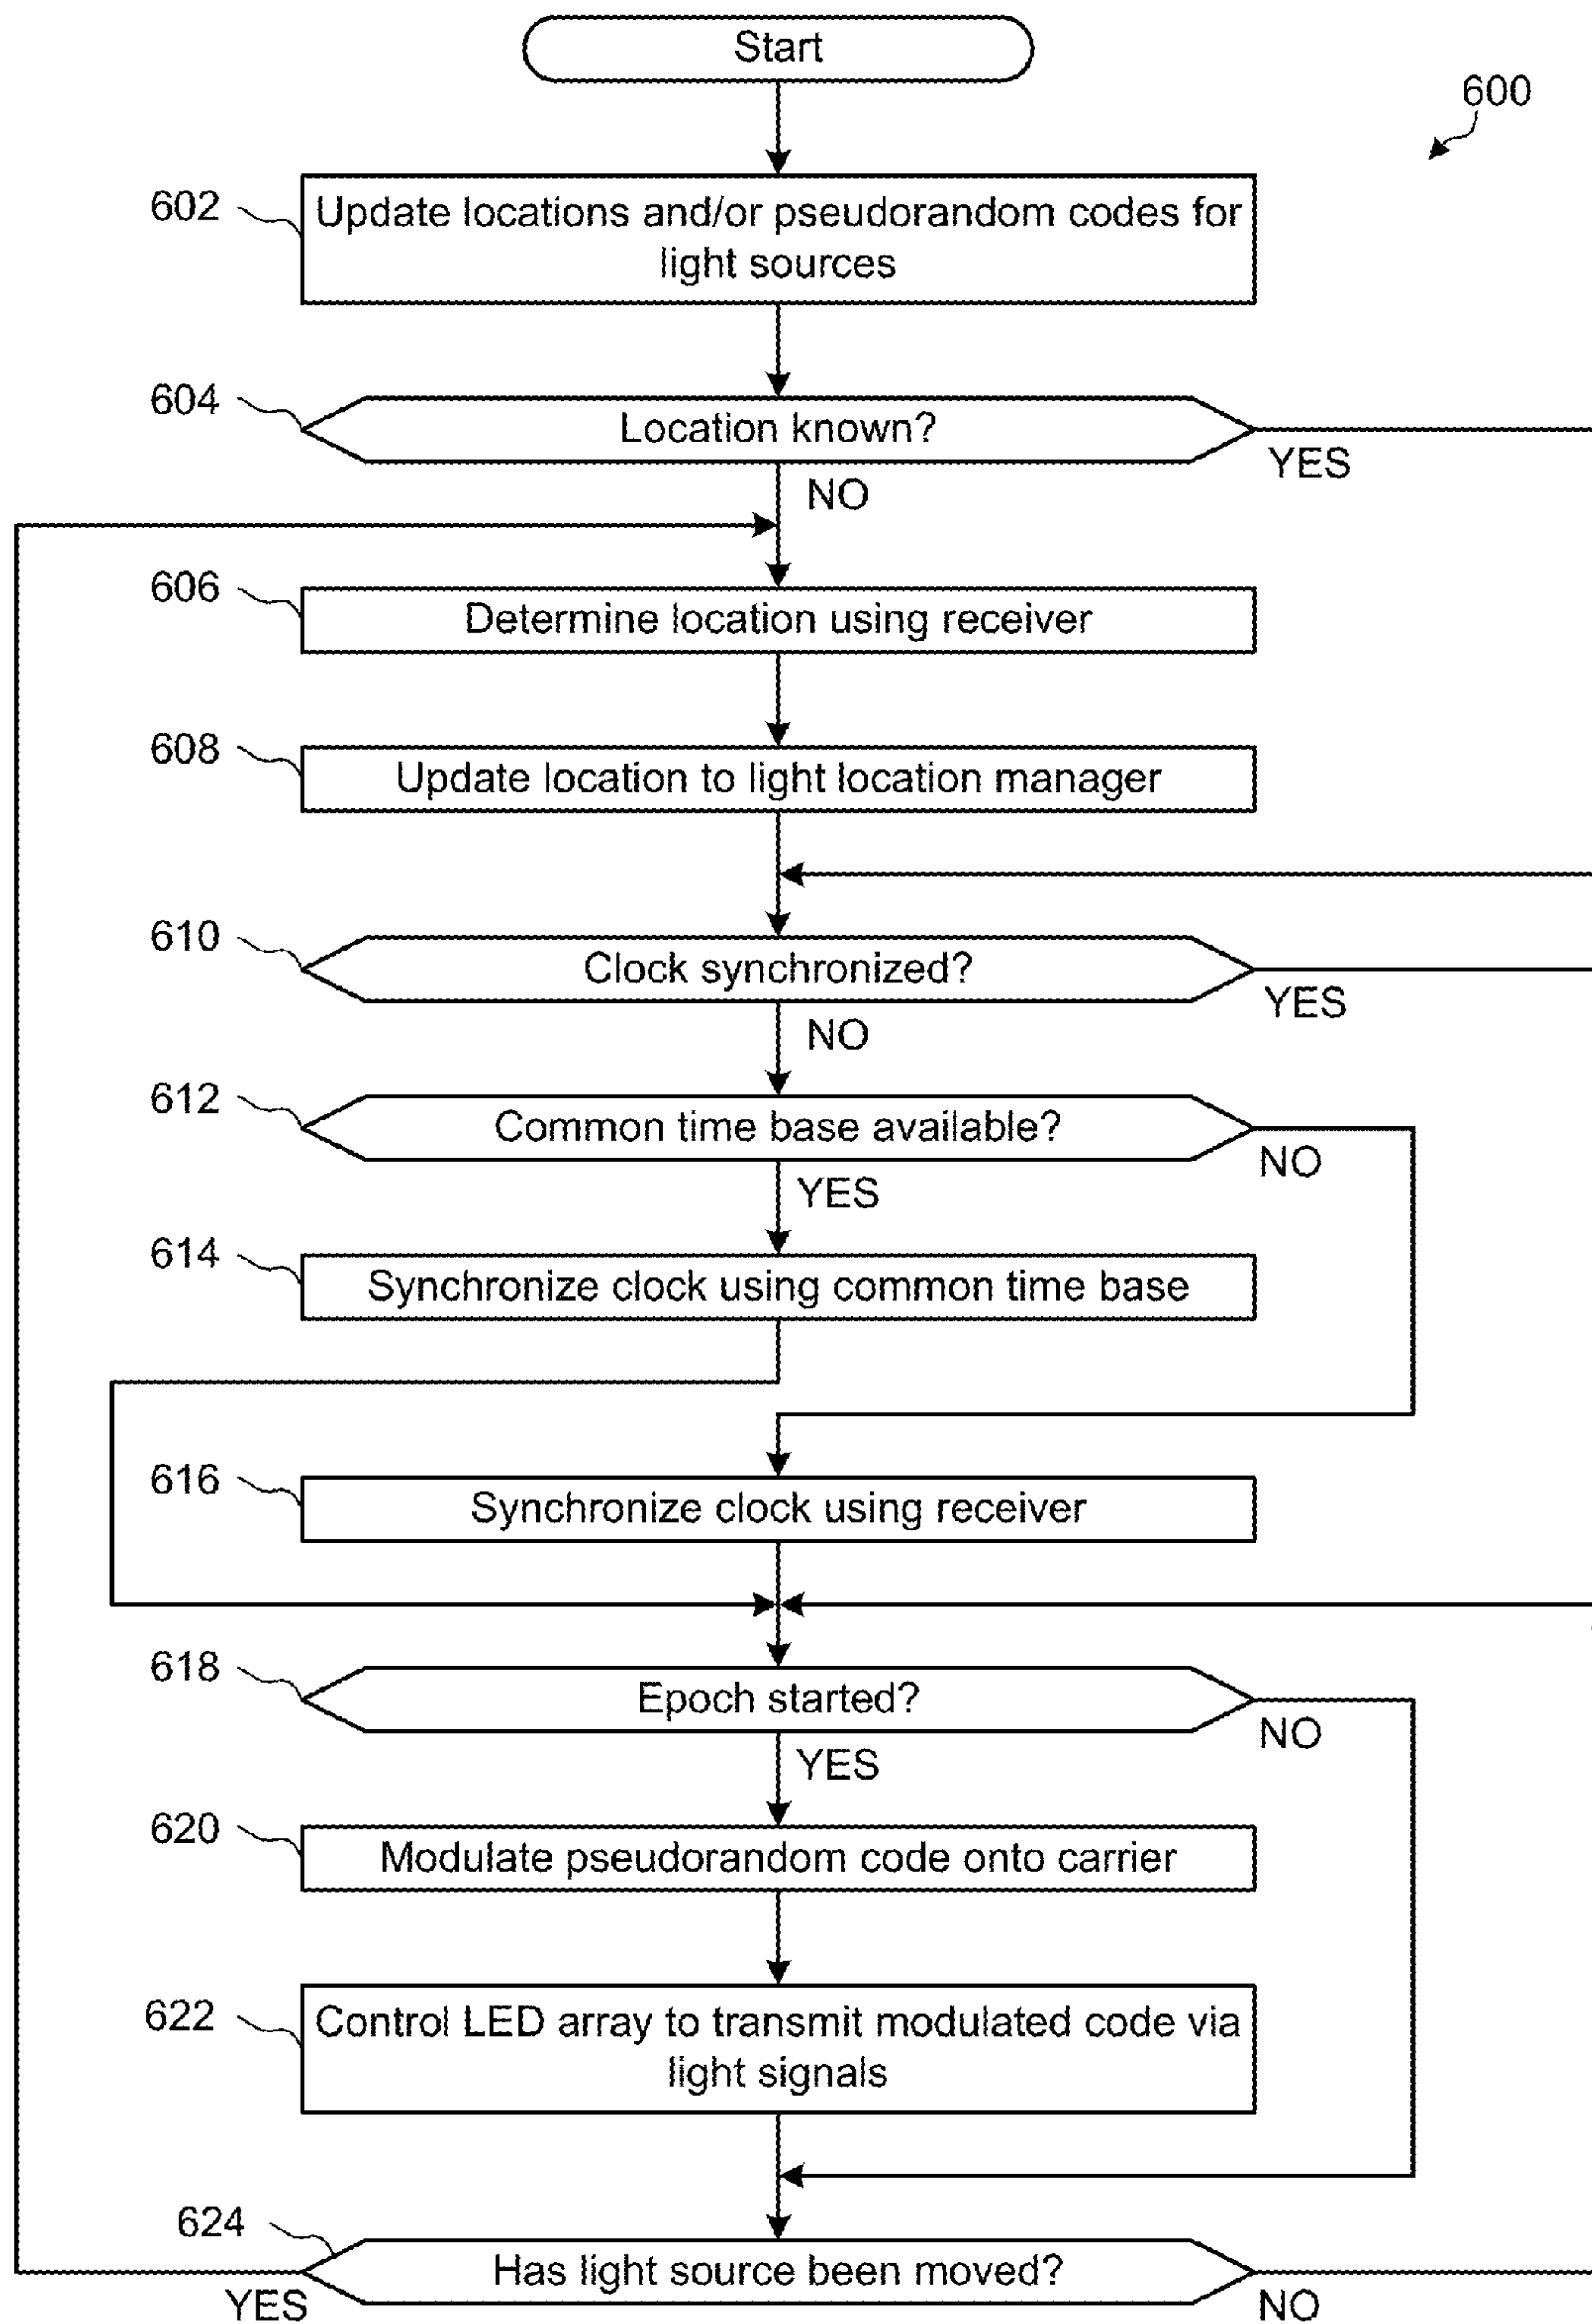 Start
600
602
Update locations and/or pseudorandom codes for
light sources
604
Location known?
YES
NO
606
Determine location using receiver
608
Update location to light location manager
610
Clock synchronized?
YES
NO
612
Common time base available?
NO
YES
614
Synchronize clock using common time base
616
Synchronize clock using receiver
618
Epoch started?
NO
YES
620
Modulate pseudorandom code onto carrier
622
Control LED array to transmit modulated code via
light signals
624
Has light source been moved?
YES
NO